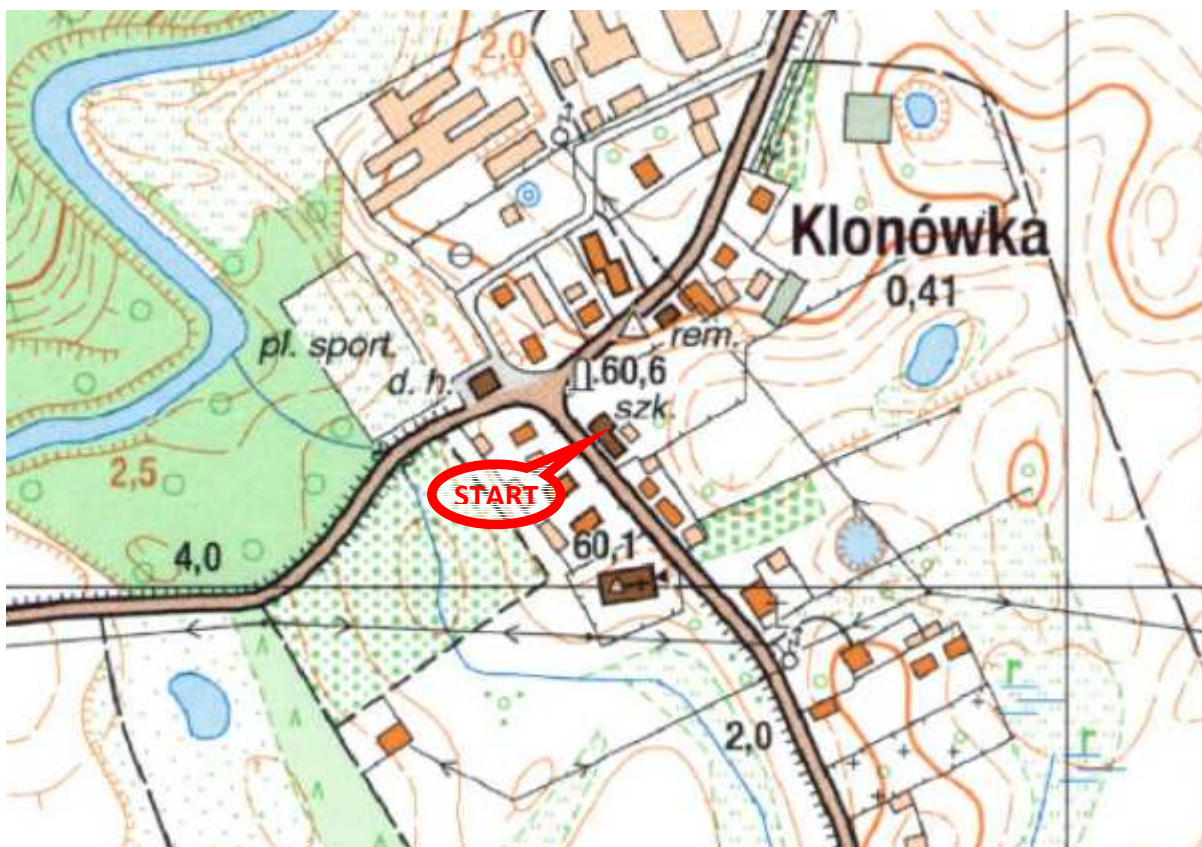 2.0
Klonówka
0,41
pl. sport.
rem.
d. h.
60,6
szk.
2,5
START
4,0
60,1
r
2,0
r